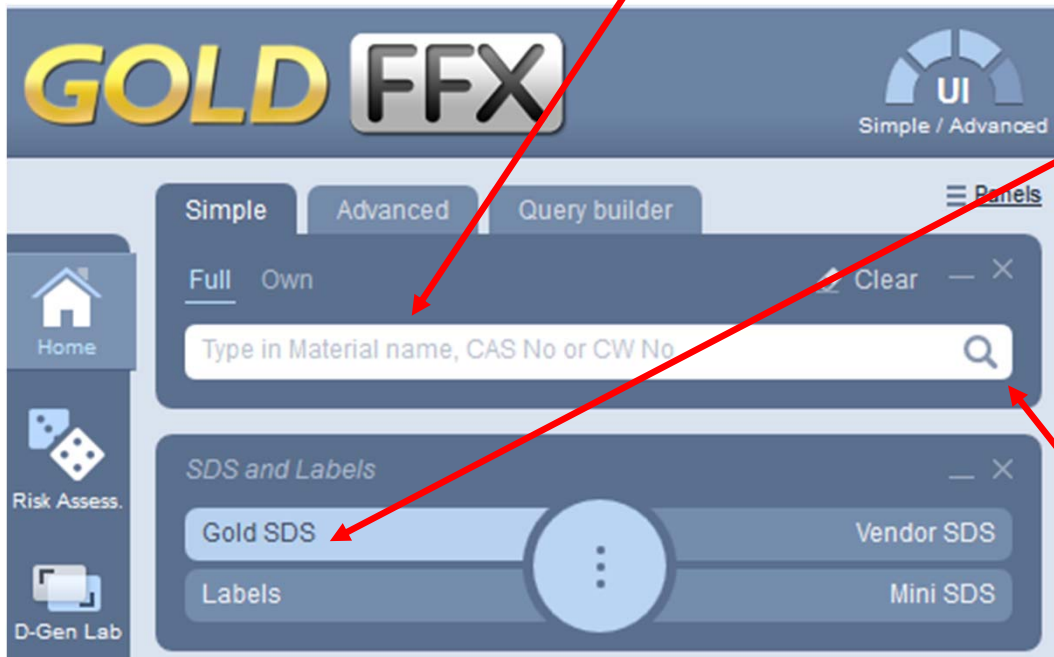 GOLD FFX
UI
Simple / Advanced
Simple Advanced Query builder
Panels
Full Own Clear
Home
Type in Material name, CAS No or CW No
SDS and Labels
Risk Assess.
Gold SDS Vendor SDS
Labels Mini SDS
D-Gen Lab